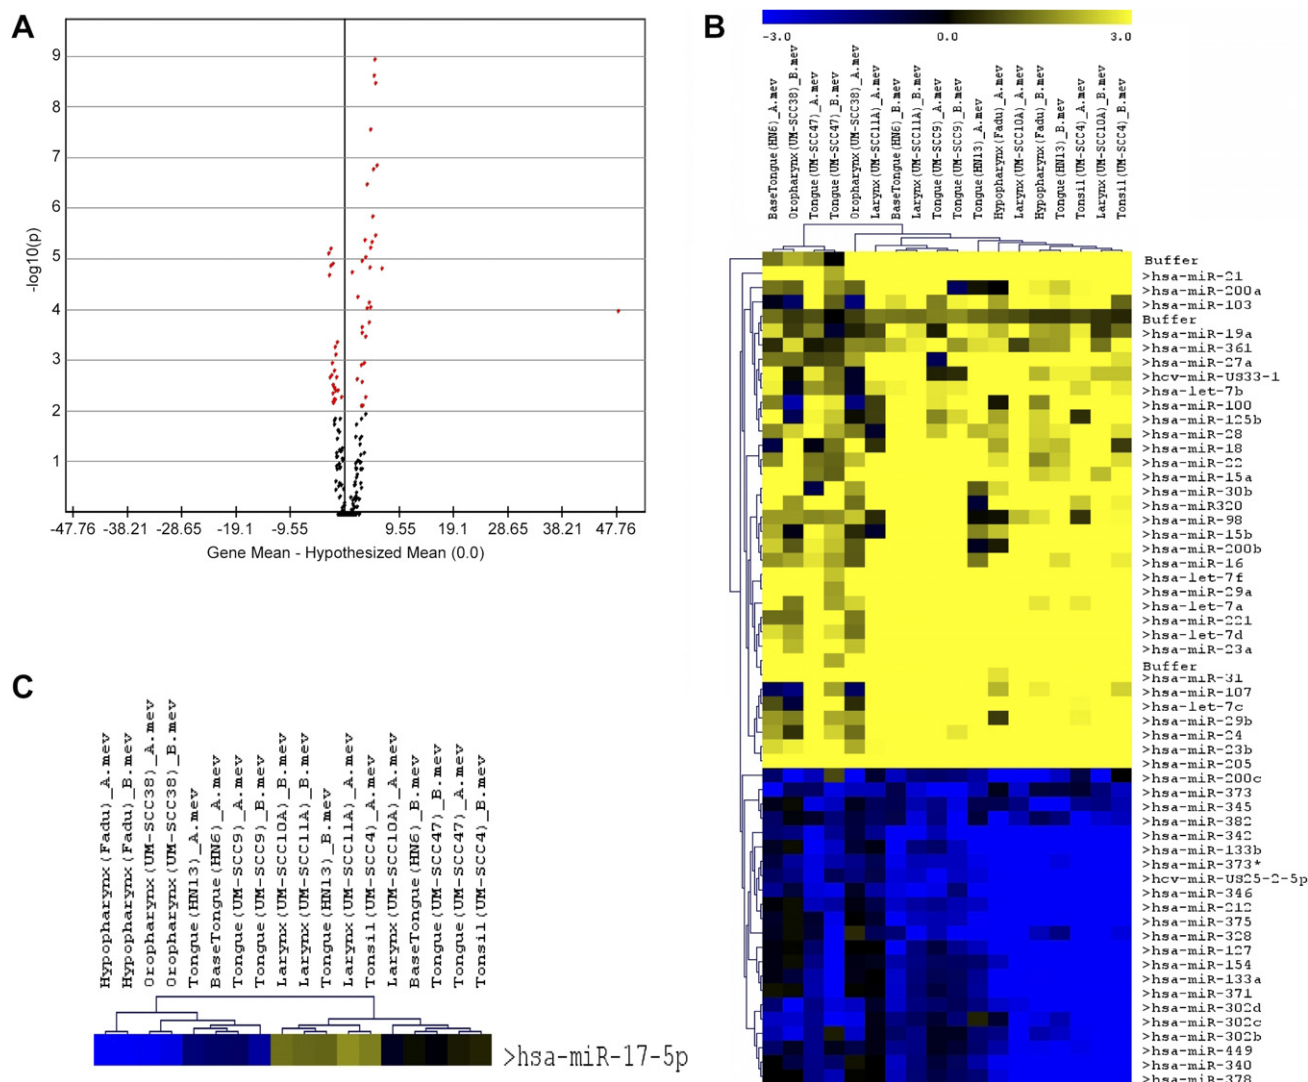 A
9
8
7
6
5
4
3
2
1
-log10(p)
-47.76 -38.21 -28.65 -19.1 -9.55 9.55 19.1 28.65 38.21 47.76
Gene Mean - Hypothesized Mean (0.0)
B
-3.0 0.0 3.0
BaseTongue(HN6)_A.mev
Oropharynx(UM-SCC38)_B.mev
Tongue(UM-SCC47)_A.mev
Tongue(UM-SCC47)_B.mev
Oropharynx(UM-SCC38)_A.mev
Larynx(UM-SCC11A)_A.mev
BaseTongue(HN6)_B.mev
Larynx(UM-SCC11A)_B.mev
Tongue(UM-SCC9)_A.mev
Tongue(UM-SCC9)_B.mev
Tongue(HN13)_A.mev
Hypopharynx(Fadu)_A.mev
Larynx(UM-SCC10A)_A.mev
Hypopharynx(Fadu)_B.mev
Tongue(HN13)_B.mev
Tonsil(UM-SCC4)_A.mev
Larynx(UM-SCC10A)_B.mev
Tonsil(UM-SCC4)_B.mev
Buffer
>hsa-miR-21
>hsa-miR-200a
>hsa-miR-103
Buffer
>hsa-miR-19a
>hsa-miR-361
>hsa-miR-27a
>hcv-miR-US33-1
>hsa-let-7b
>hsa-miR-100
>hsa-miR-125b
>hsa-miR-28
>hsa-miR-18
>hsa-miR-22
>hsa-miR-15a
>hsa-miR-30b
>hsa-miR320
>hsa-miR-98
>hsa-miR-15b
>hsa-miR-200b
>hsa-miR-16
>hsa-let-7f
>hsa-miR-29a
>hsa-let-7a
>hsa-miR-221
>hsa-let-7d
>hsa-miR-23a
Buffer
>hsa-miR-31
>hsa-miR-107
>hsa-let-7c
>hsa-miR-29b
>hsa-miR-24
>hsa-miR-23b
>hsa-miR-205
>hsa-miR-200c
>hsa-miR-373
>hsa-miR-345
>hsa-miR-382
>hsa-miR-342
>hsa-miR-133b
>hsa-miR-373*
>hcv-miR-US25-2-5p
>hsa-miR-346
>hsa-miR-212
>hsa-miR-375
>hsa-miR-328
>hsa-miR-127
>hsa-miR-154
>hsa-miR-133a
>hsa-miR-371
>hsa-miR-302d
>hsa-miR-302c
>hsa-miR-302b
>hsa-miR-449
>hsa-miR-340
>hsa-miR-378
C
Hypopharynx(Fadu)_A.mev
Hypopharynx(Fadu)_B.mev
Oropharynx(UM-SCC38)_A.mev
Oropharynx(UM-SCC38)_B.mev
Tongue(HN13)_A.mev
BaseTongue(HN6)_A.mev
Tongue(UM-SCC9)_A.mev
Tongue(UM-SCC9)_B.mev
Larynx(UM-SCC10A)_B.mev
Larynx(UM-SCC11A)_B.mev
Tongue(HN13)_B.mev
Larynx(UM-SCC11A)_A.mev
Tonsil(UM-SCC4)_A.mev
Larynx(UM-SCC10A)_A.mev
BaseTongue(HN6)_B.mev
Tongue(UM-SCC47)_B.mev
Tongue(UM-SCC47)_A.mev
Tonsil(UM-SCC4)_B.mev
>hsa-miR-17-5p